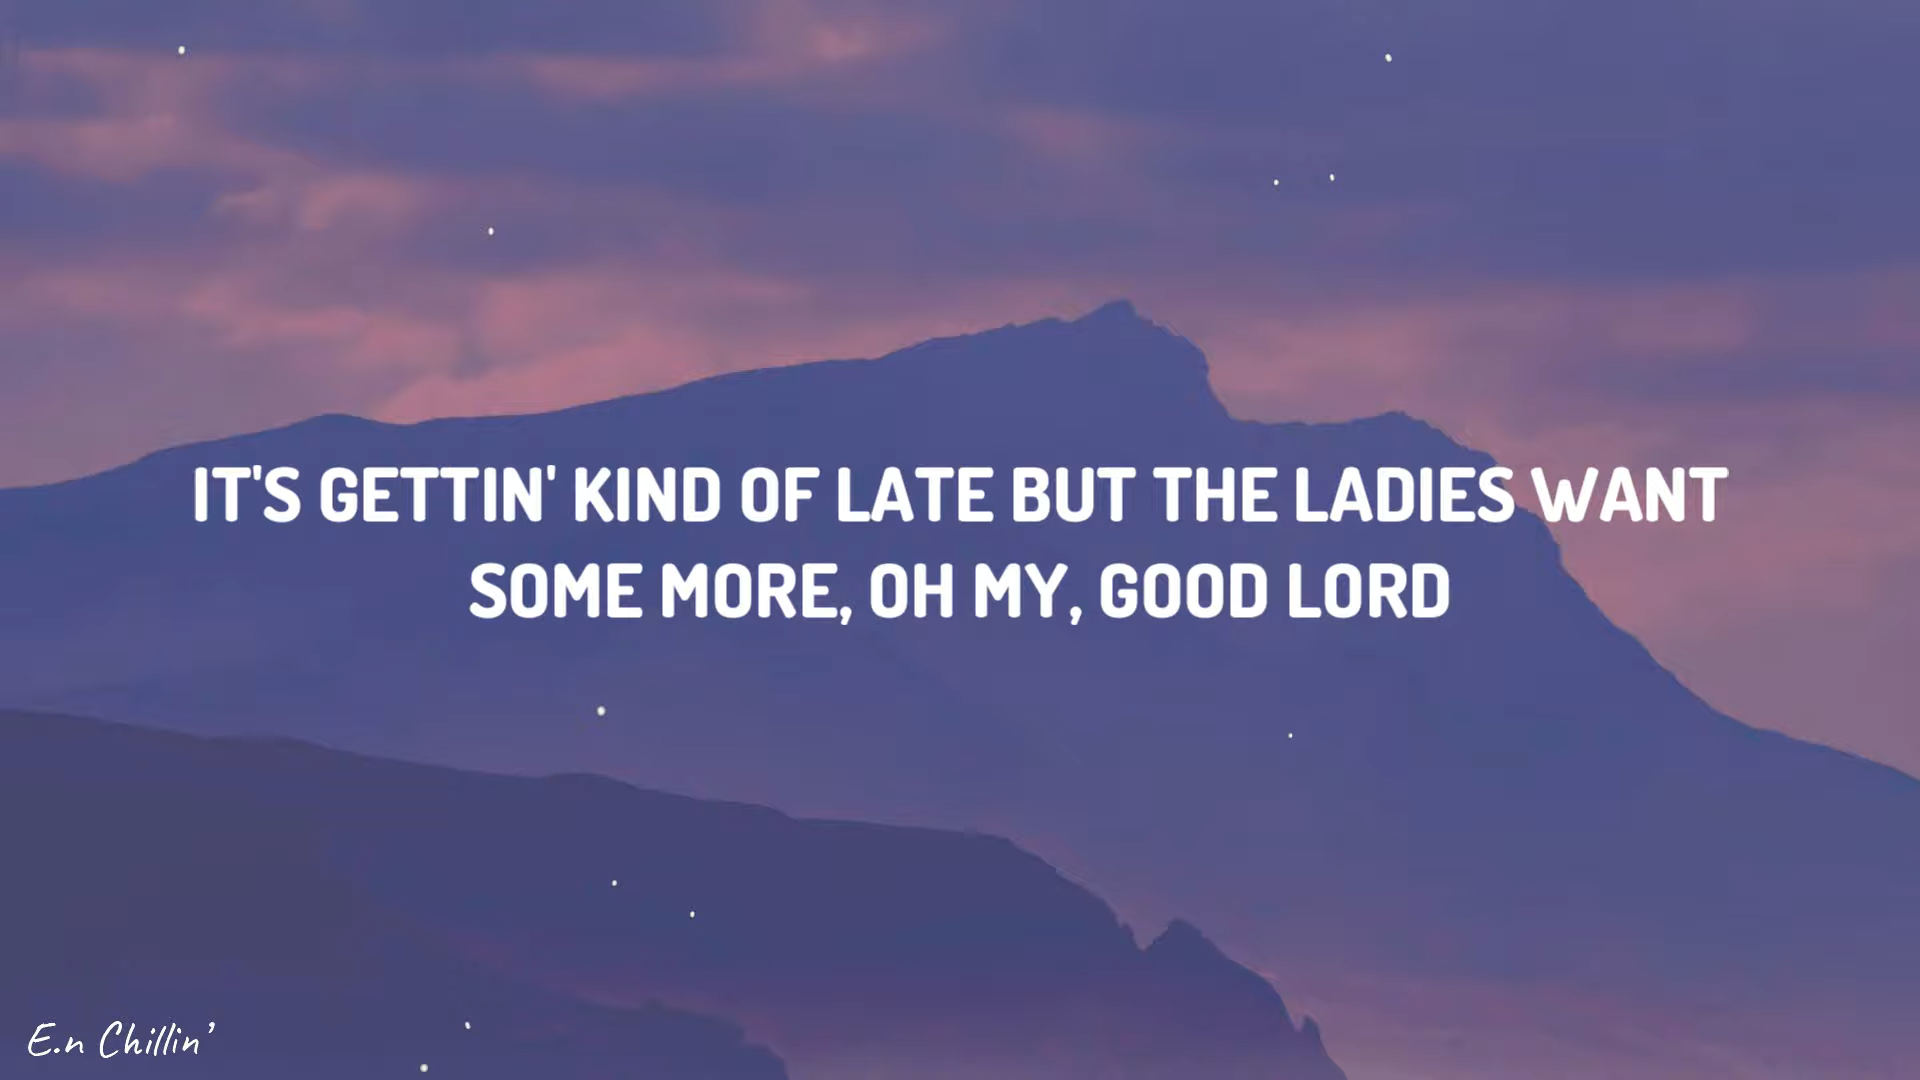 IT'S GETTIN' KIND OF LATE BUT THE LADIES WANT
SOME MORE, OH MY, GOOD LORD
E.n Chillin'